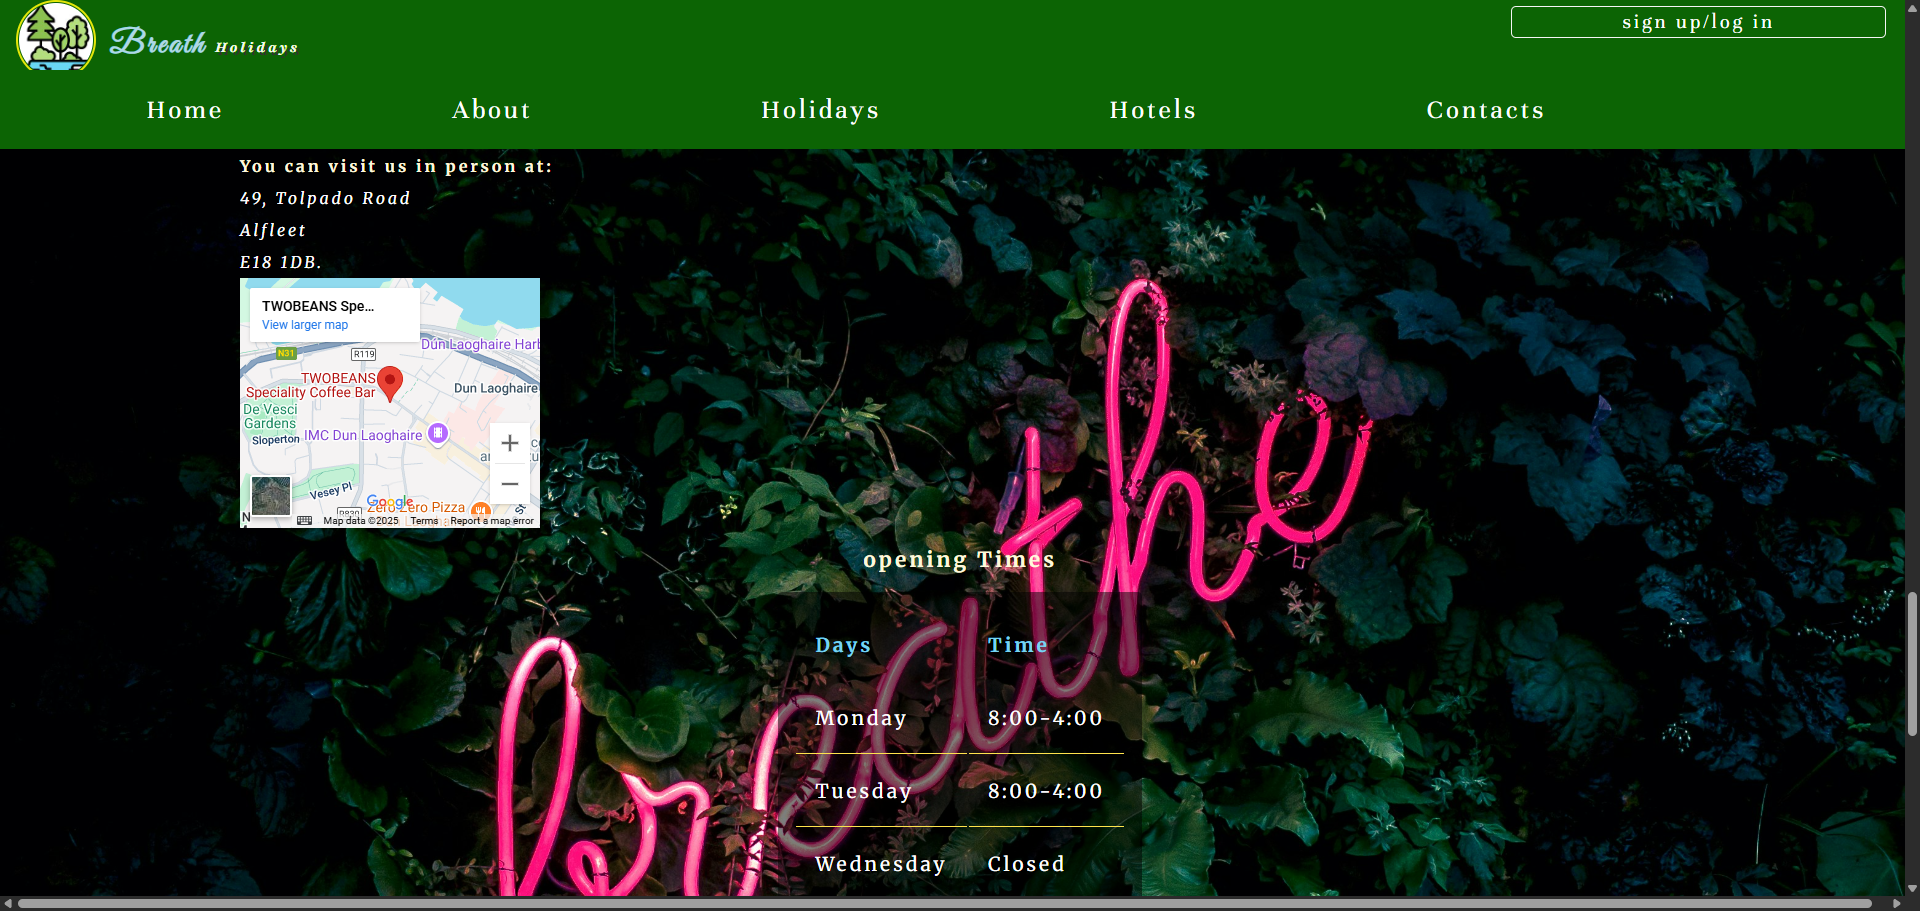 Breath Holidays
sign up/log in
Home About Holidays Hotels Contacts
You can visit us in person at:
49, Tolpado Road
Alfleet
E18 1DB.
TWOBEANS Spe...
View larger map
N31
R119
Dún Laoghaire Harb
TWOBEANS
Speciality Coffee Bar
Dun Laoghaire
De Vesci
Gardens
Sloperton
IMC Dun Laoghaire
Vesey Pl
Google
Zero Zero Pizza
Map data ©2025 Terms Report a map error
opening Times
Days Time
Monday 8:00-4:00
Tuesday 8:00-4:00
Wednesday Closed
breathe